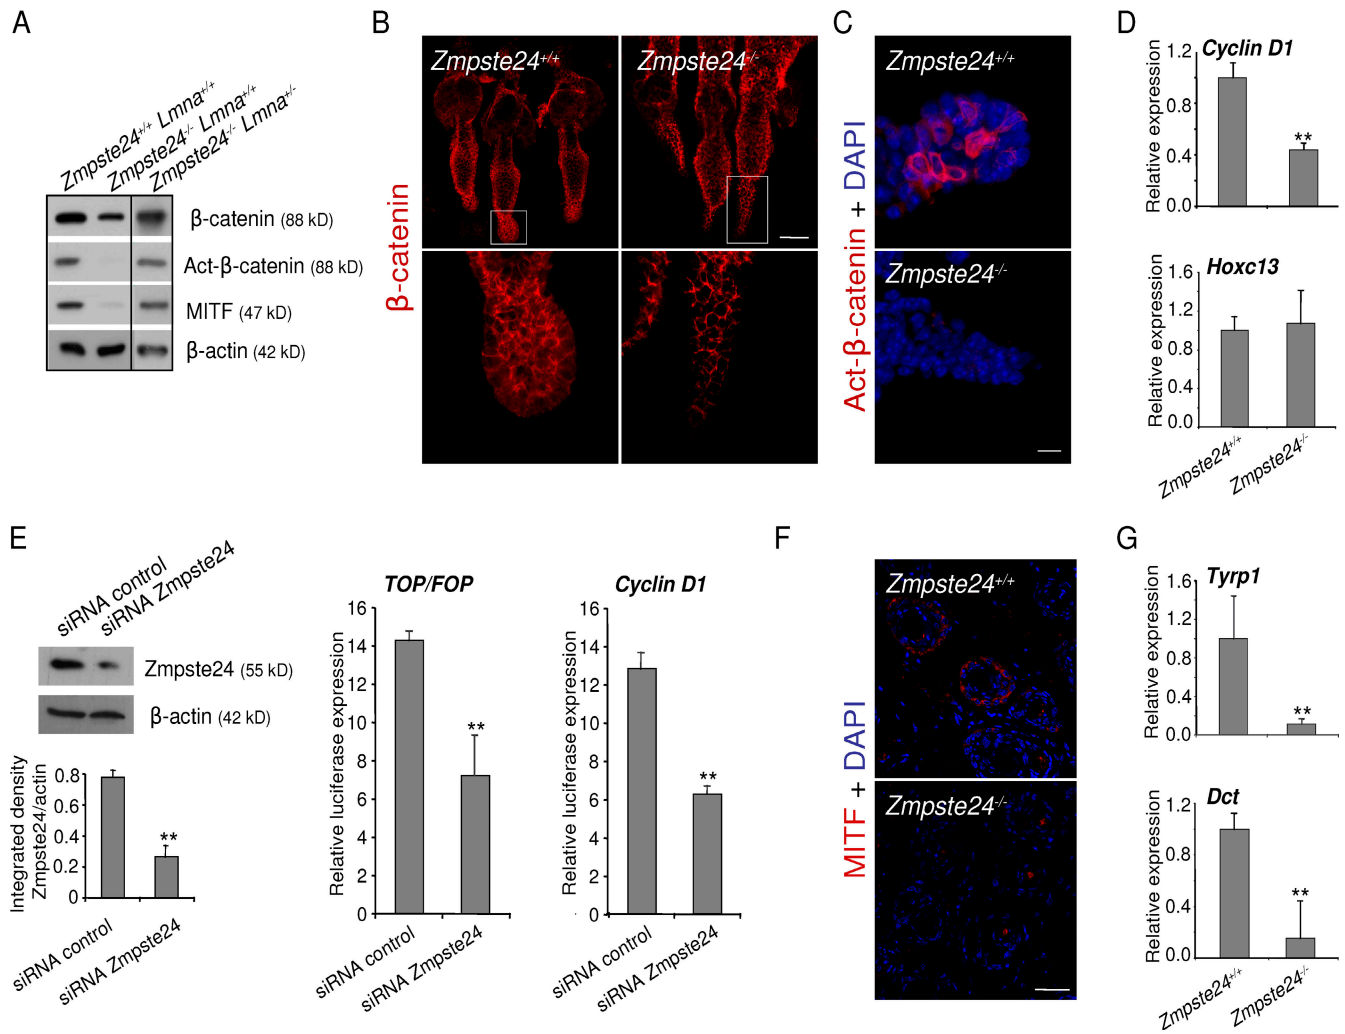 A
Zmpste24+/+ Lmna+/+
Zmpste24-/- Lmna+/+
Zmpste24-/- Lmna+/-
β-catenin (88 kD)
Act-β-catenin (88 kD)
MITF (47 kD)
β-actin (42 kD)
B
β-catenin
Zmpste24+/+
Zmpste24-/-
C
Act-β-catenin + DAPI
Zmpste24+/+
Zmpste24-/-
D
Cyclin D1
Relative expression
1.2
0.8
0.4
0.0
**
Hoxc13
Relative expression
1.6
1.2
0.8
0.4
0.0
Zmpste24+/+
Zmpste24-/-
E
siRNA control
siRNA Zmpste24
Zmpste24 (55 kD)
β-actin (42 kD)
Integrated density
Zmpste24/actin
0.8
0.6
0.4
0.2
0
**
siRNA control
siRNA Zmpste24
TOP/FOP
Relative luciferase expression
16
14
12
10
8
6
4
2
0
**
siRNA control
siRNA Zmpste24
Cyclin D1
Relative luciferase expression
16
14
12
10
8
6
4
2
0
**
siRNA control
siRNA Zmpste24
F
MITF + DAPI
Zmpste24+/+
Zmpste24-/-
G
Tyrp1
Relative expression
1.6
1.2
0.8
0.4
0.0
**
Dct
Relative expression
1.2
0.8
0.4
0.0
**
Zmpste24+/+
Zmpste24-/-